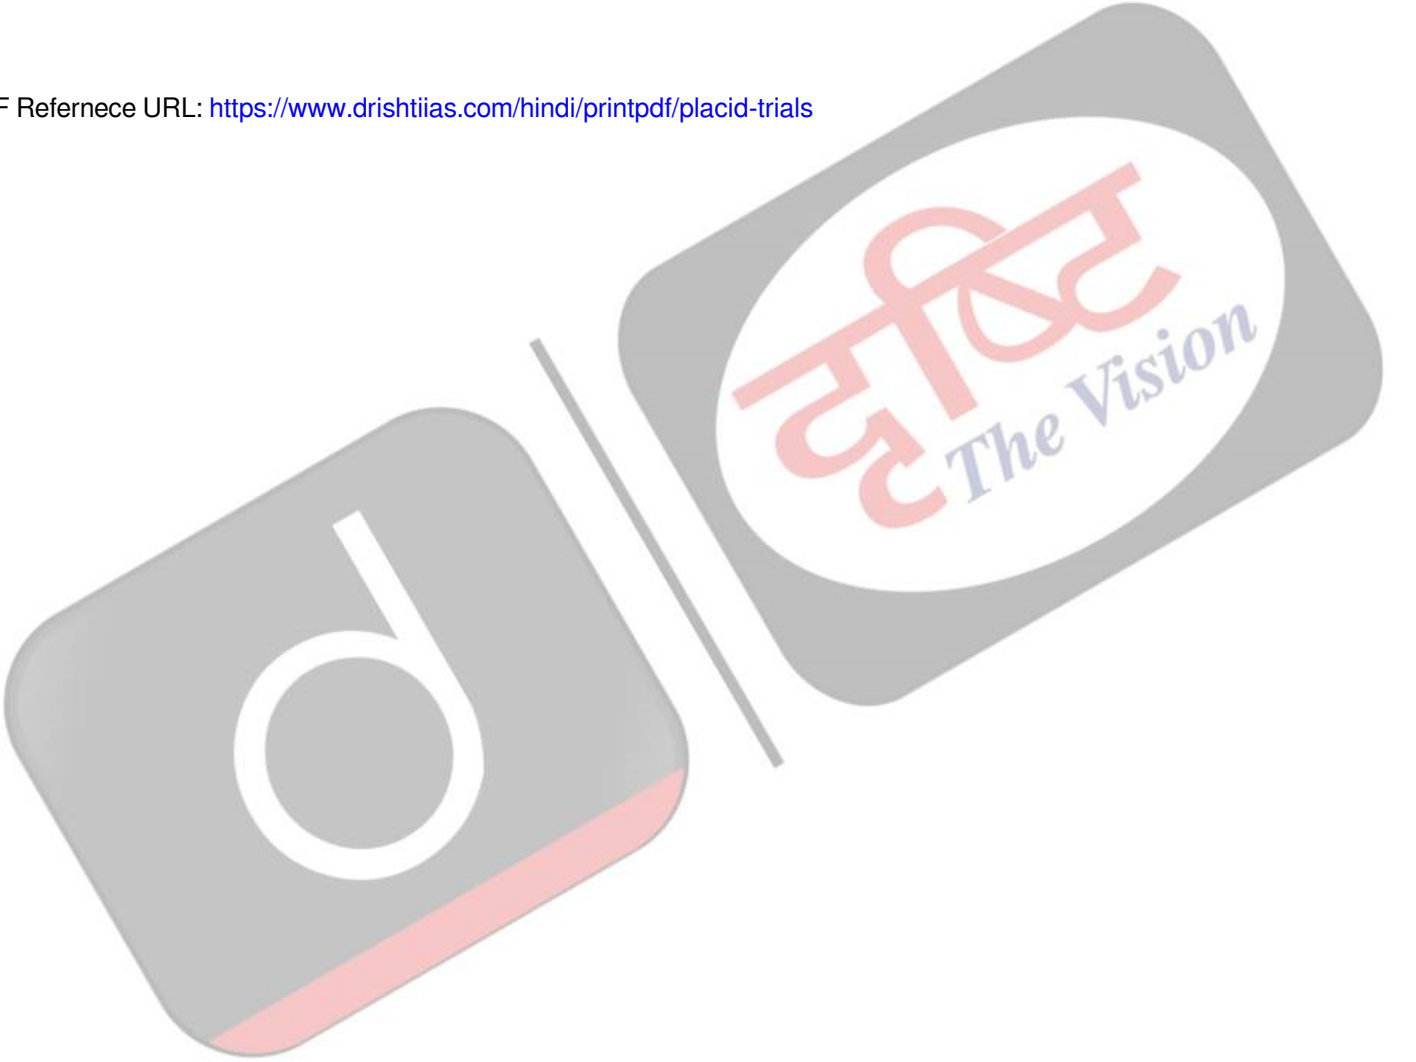 F Refernece URL: https://www.drishtiias.com/hindi/printpdf/placid-trials
दृष्टि
The Vision
d